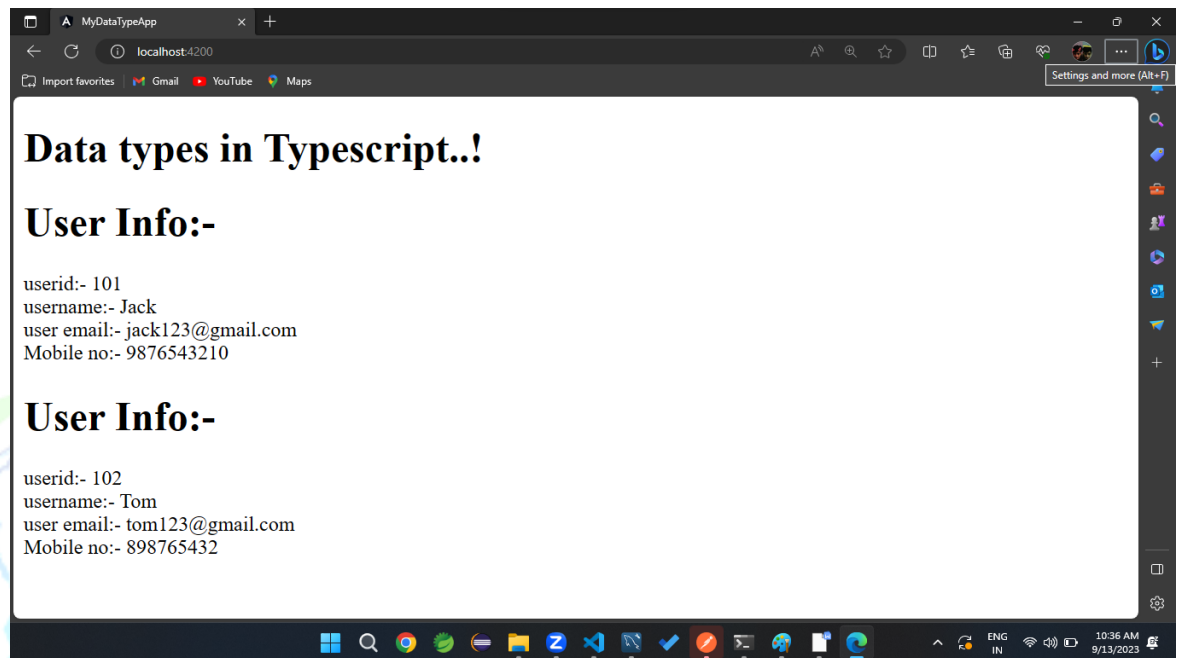 MyDataTypeApp
localhost:4200
Import favorites Gmail YouTube Maps
Settings and more (Alt+F)
Data types in Typescript..!
User Info:-
userid:- 101
username:- Jack
user email:- jack123@gmail.com
Mobile no:- 9876543210
User Info:-
userid:- 102
username:- Tom
user email:- tom123@gmail.com
Mobile no:- 898765432
ENG
IN
10:36 AM
9/13/2023